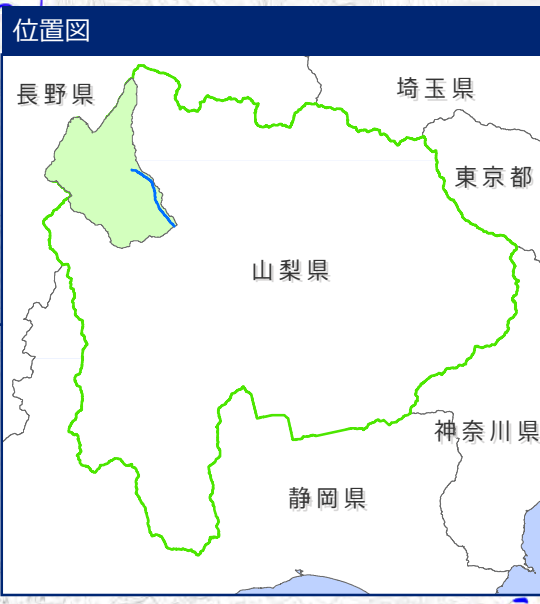 位置図
長野県
埼玉県
東京都
山梨県
神奈川県
静岡県